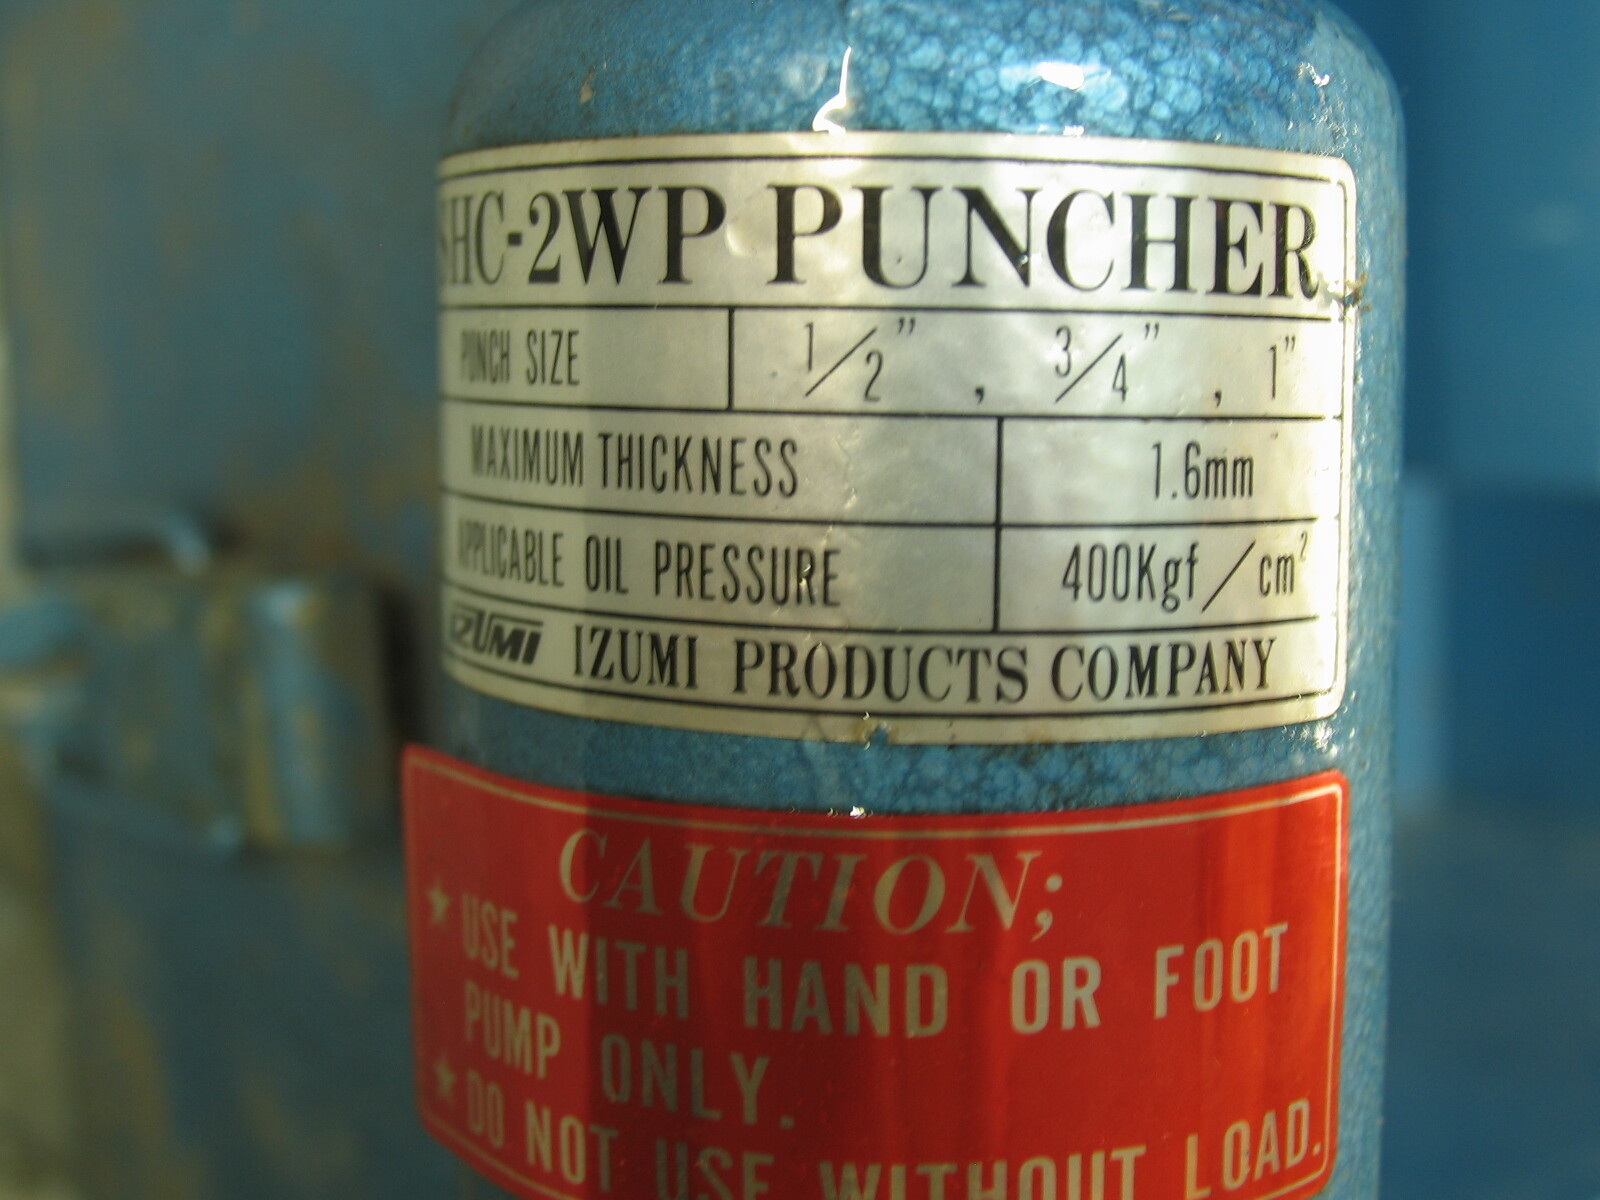 SHC-2WP PUNCHER
PUNCH SIZE 1/2" , 3/4" , 1"
MAXIMUM THICKNESS 1.6mm
APPLICABLE OIL PRESSURE 400Kgf/cm²
IZUMI IZUMI PRODUCTS COMPANY
CAUTION;
★ USE WITH HAND OR FOOT
PUMP ONLY.
★ DO NOT USE WITHOUT LOAD.